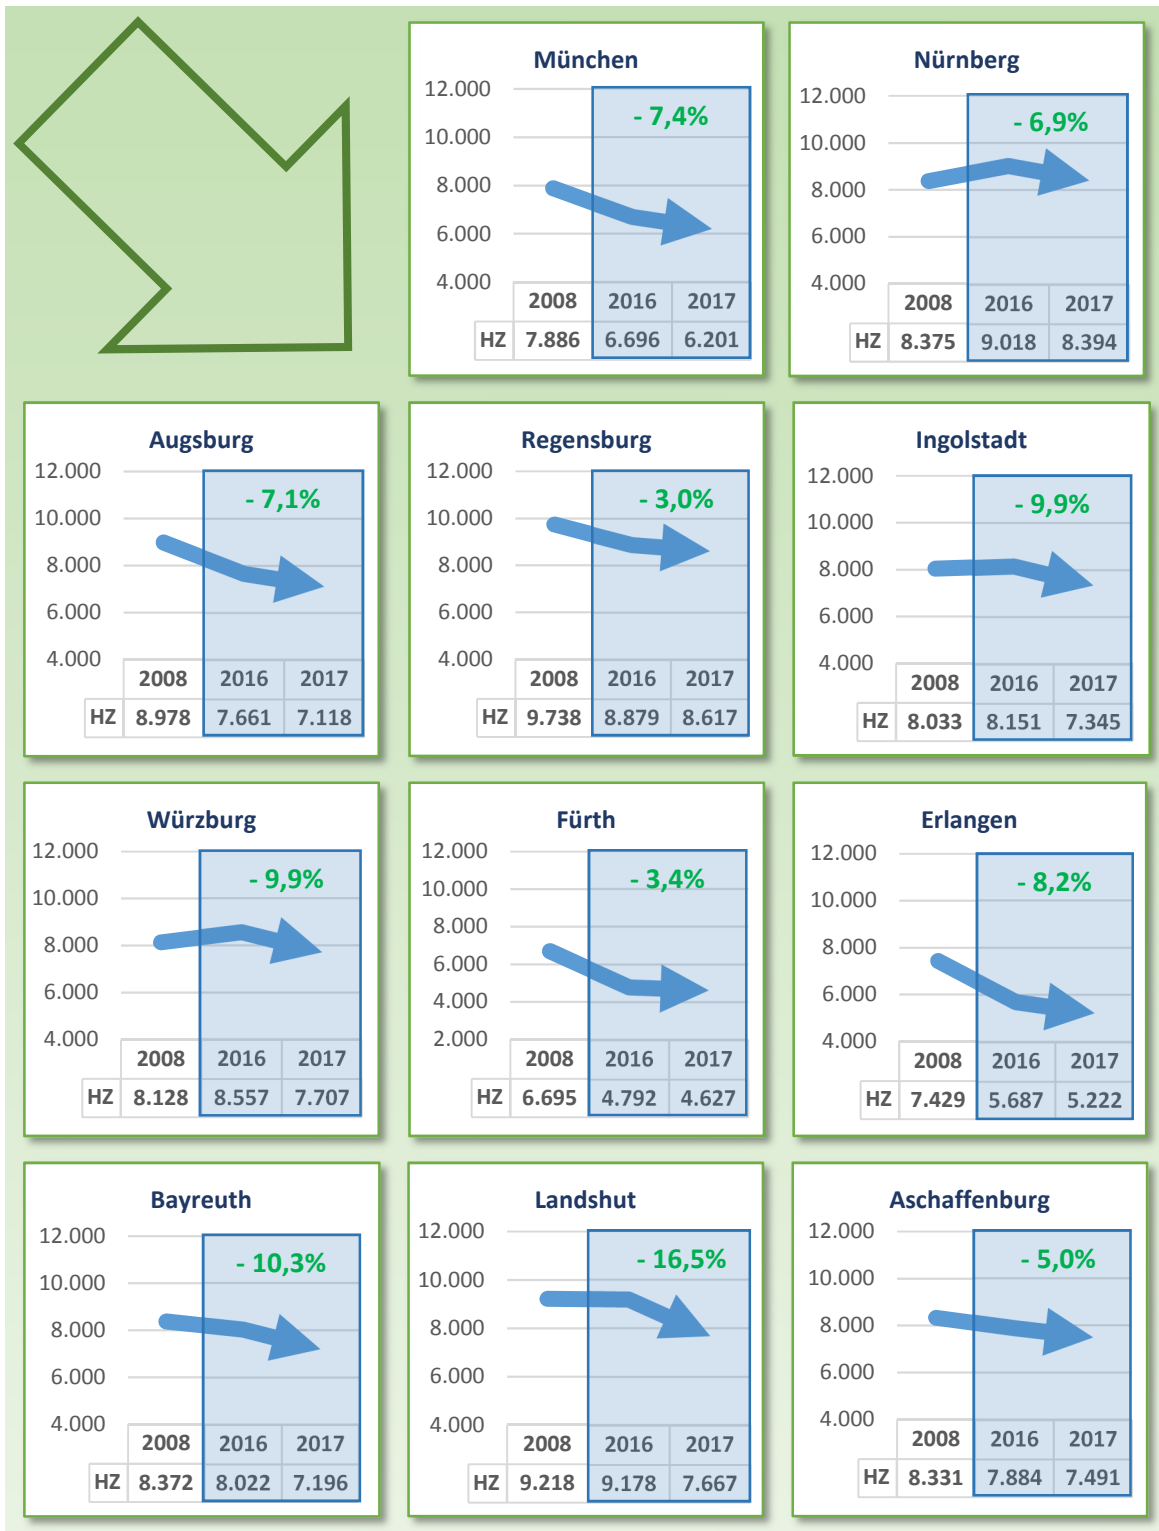 München
12.000
- 7,4%
10.000
8.000
6.000
4.000
2008 2016 2017
HZ 7.886 6.696 6.201
Nürnberg
12.000
- 6,9%
10.000
8.000
6.000
4.000
2008 2016 2017
HZ 8.375 9.018 8.394
Augsburg
12.000
- 7,1%
10.000
8.000
6.000
4.000
2008 2016 2017
HZ 8.978 7.661 7.118
Regensburg
12.000
- 3,0%
10.000
8.000
6.000
4.000
2008 2016 2017
HZ 9.738 8.879 8.617
Ingolstadt
12.000
- 9,9%
10.000
8.000
6.000
4.000
2008 2016 2017
HZ 8.033 8.151 7.345
Würzburg
12.000
- 9,9%
10.000
8.000
6.000
4.000
2008 2016 2017
HZ 8.128 8.557 7.707
Fürth
12.000
- 3,4%
10.000
8.000
6.000
4.000
2.000
2008 2016 2017
HZ 6.695 4.792 4.627
Erlangen
12.000
- 8,2%
10.000
8.000
6.000
4.000
2008 2016 2017
HZ 7.429 5.687 5.222
Bayreuth
12.000
- 10,3%
10.000
8.000
6.000
4.000
2008 2016 2017
HZ 8.372 8.022 7.196
Landshut
12.000
- 16,5%
10.000
8.000
6.000
4.000
2008 2016 2017
HZ 9.218 9.178 7.667
Aschaffenburg
12.000
- 5,0%
10.000
8.000
6.000
4.000
2008 2016 2017
HZ 8.331 7.884 7.491